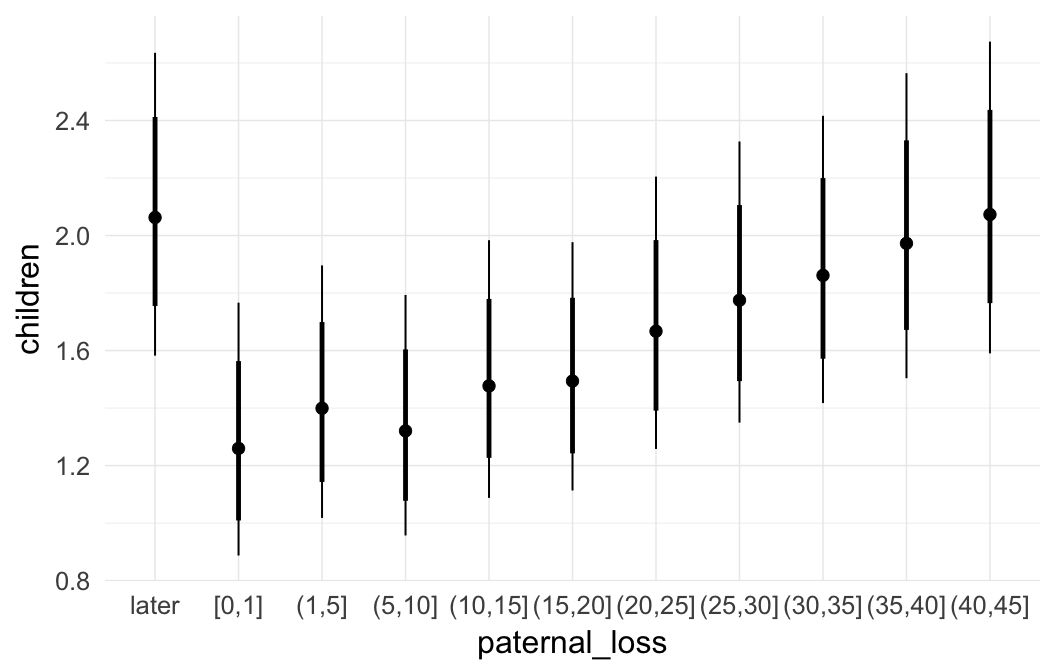 children
2.4
2.0
1.6
1.2
0.8
later [0,1] (1,5] (5,10] (10,15] (15,20] (20,25] (25,30] (30,35] (35,40] (40,45]
paternal_loss